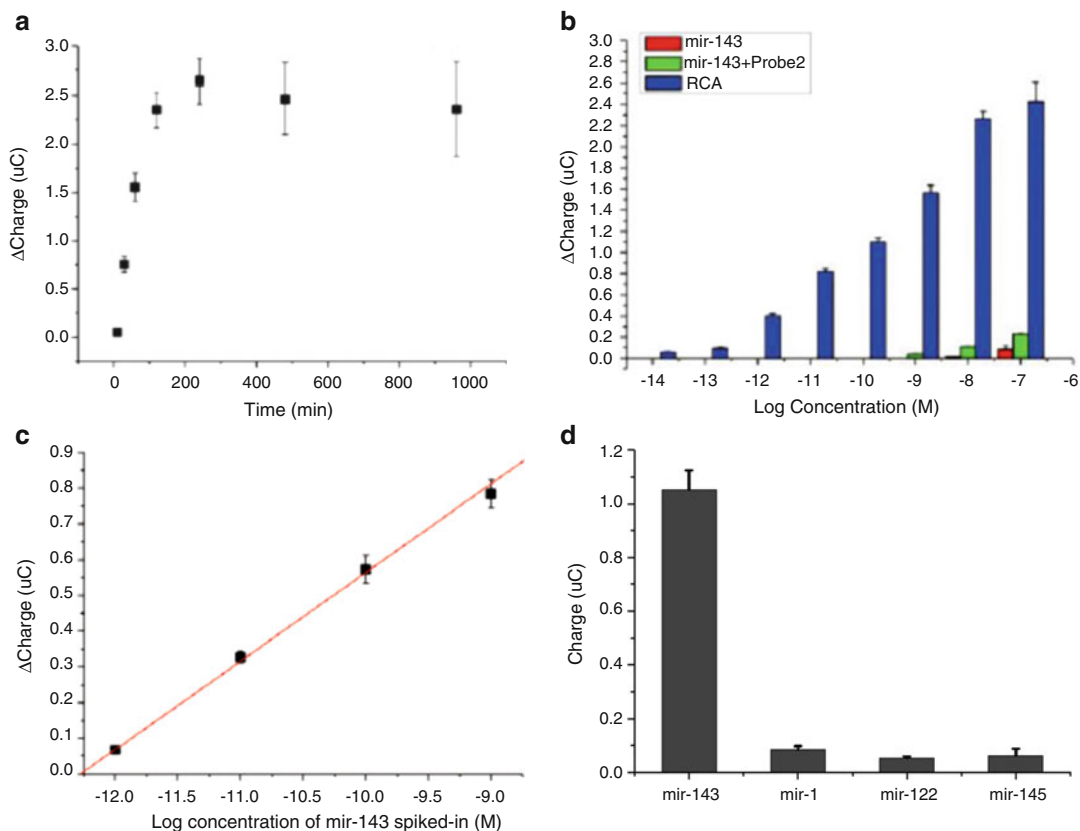 a
3.0
2.5
2.0
1.5
1.0
0.5
0.0
ΔCharge (uC)
0 200 400 600 800 1000
Time (min)
b
mir-143
mir-143+Probe2
RCA
3.0
2.8
2.6
2.4
2.2
2.0
1.8
1.6
1.4
1.2
1.0
0.8
0.6
0.4
0.2
0.0
ΔCharge (uC)
-14 -13 -12 -11 -10 -9 -8 -7 -6
Log Concentration (M)
c
0.9
0.8
0.7
0.6
0.5
0.4
0.3
0.2
0.1
0.0
ΔCharge (uC)
-12.0 -11.5 -11.0 -10.5 -10.0 -9.5 -9.0
Log concentration of mir-143 spiked-in (M)
d
1.2
1.0
0.8
0.6
0.4
0.2
0.0
Charge (uC)
mir-143 mir-1 mir-122 mir-145